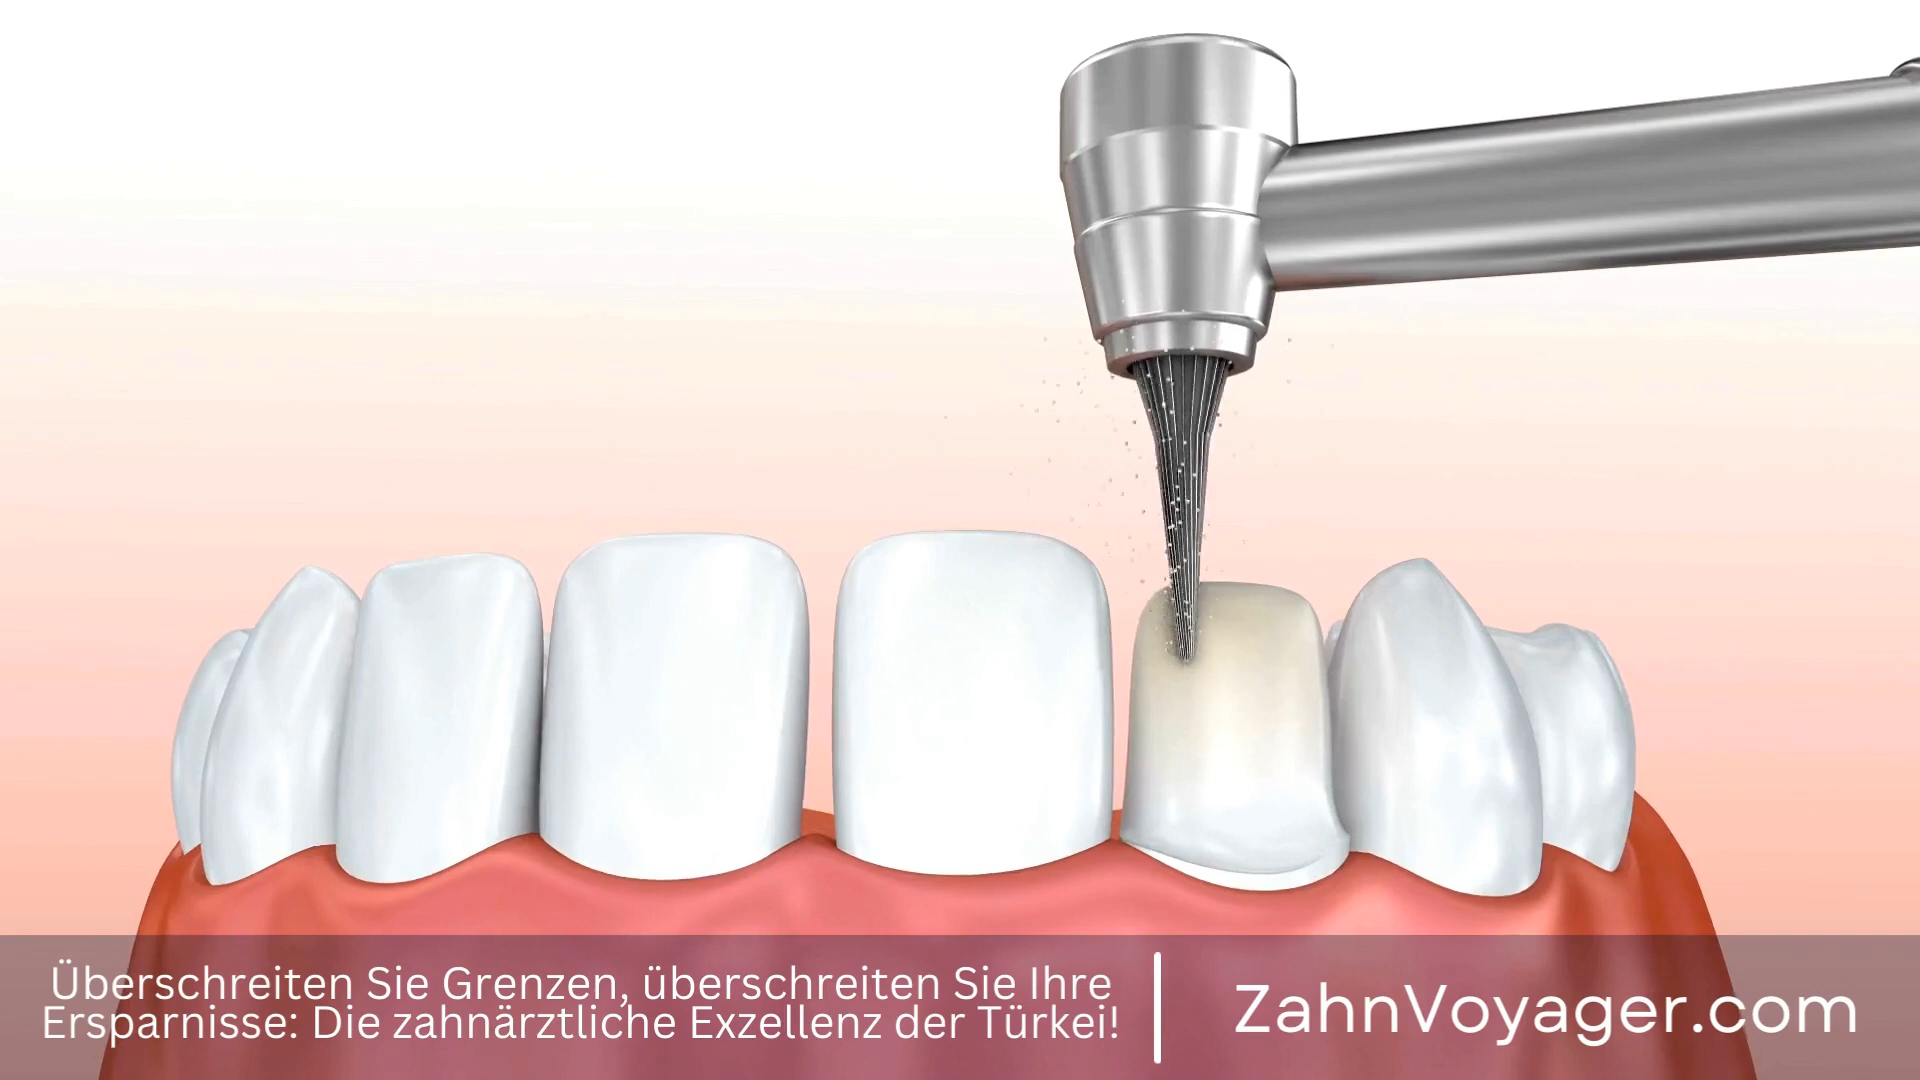 Überschreiten Sie Grenzen, überschreiten Sie Ihre
Ersparnisse: Die zahnärztliche Exzellenz der Türkei!
ZahnVoyager.com